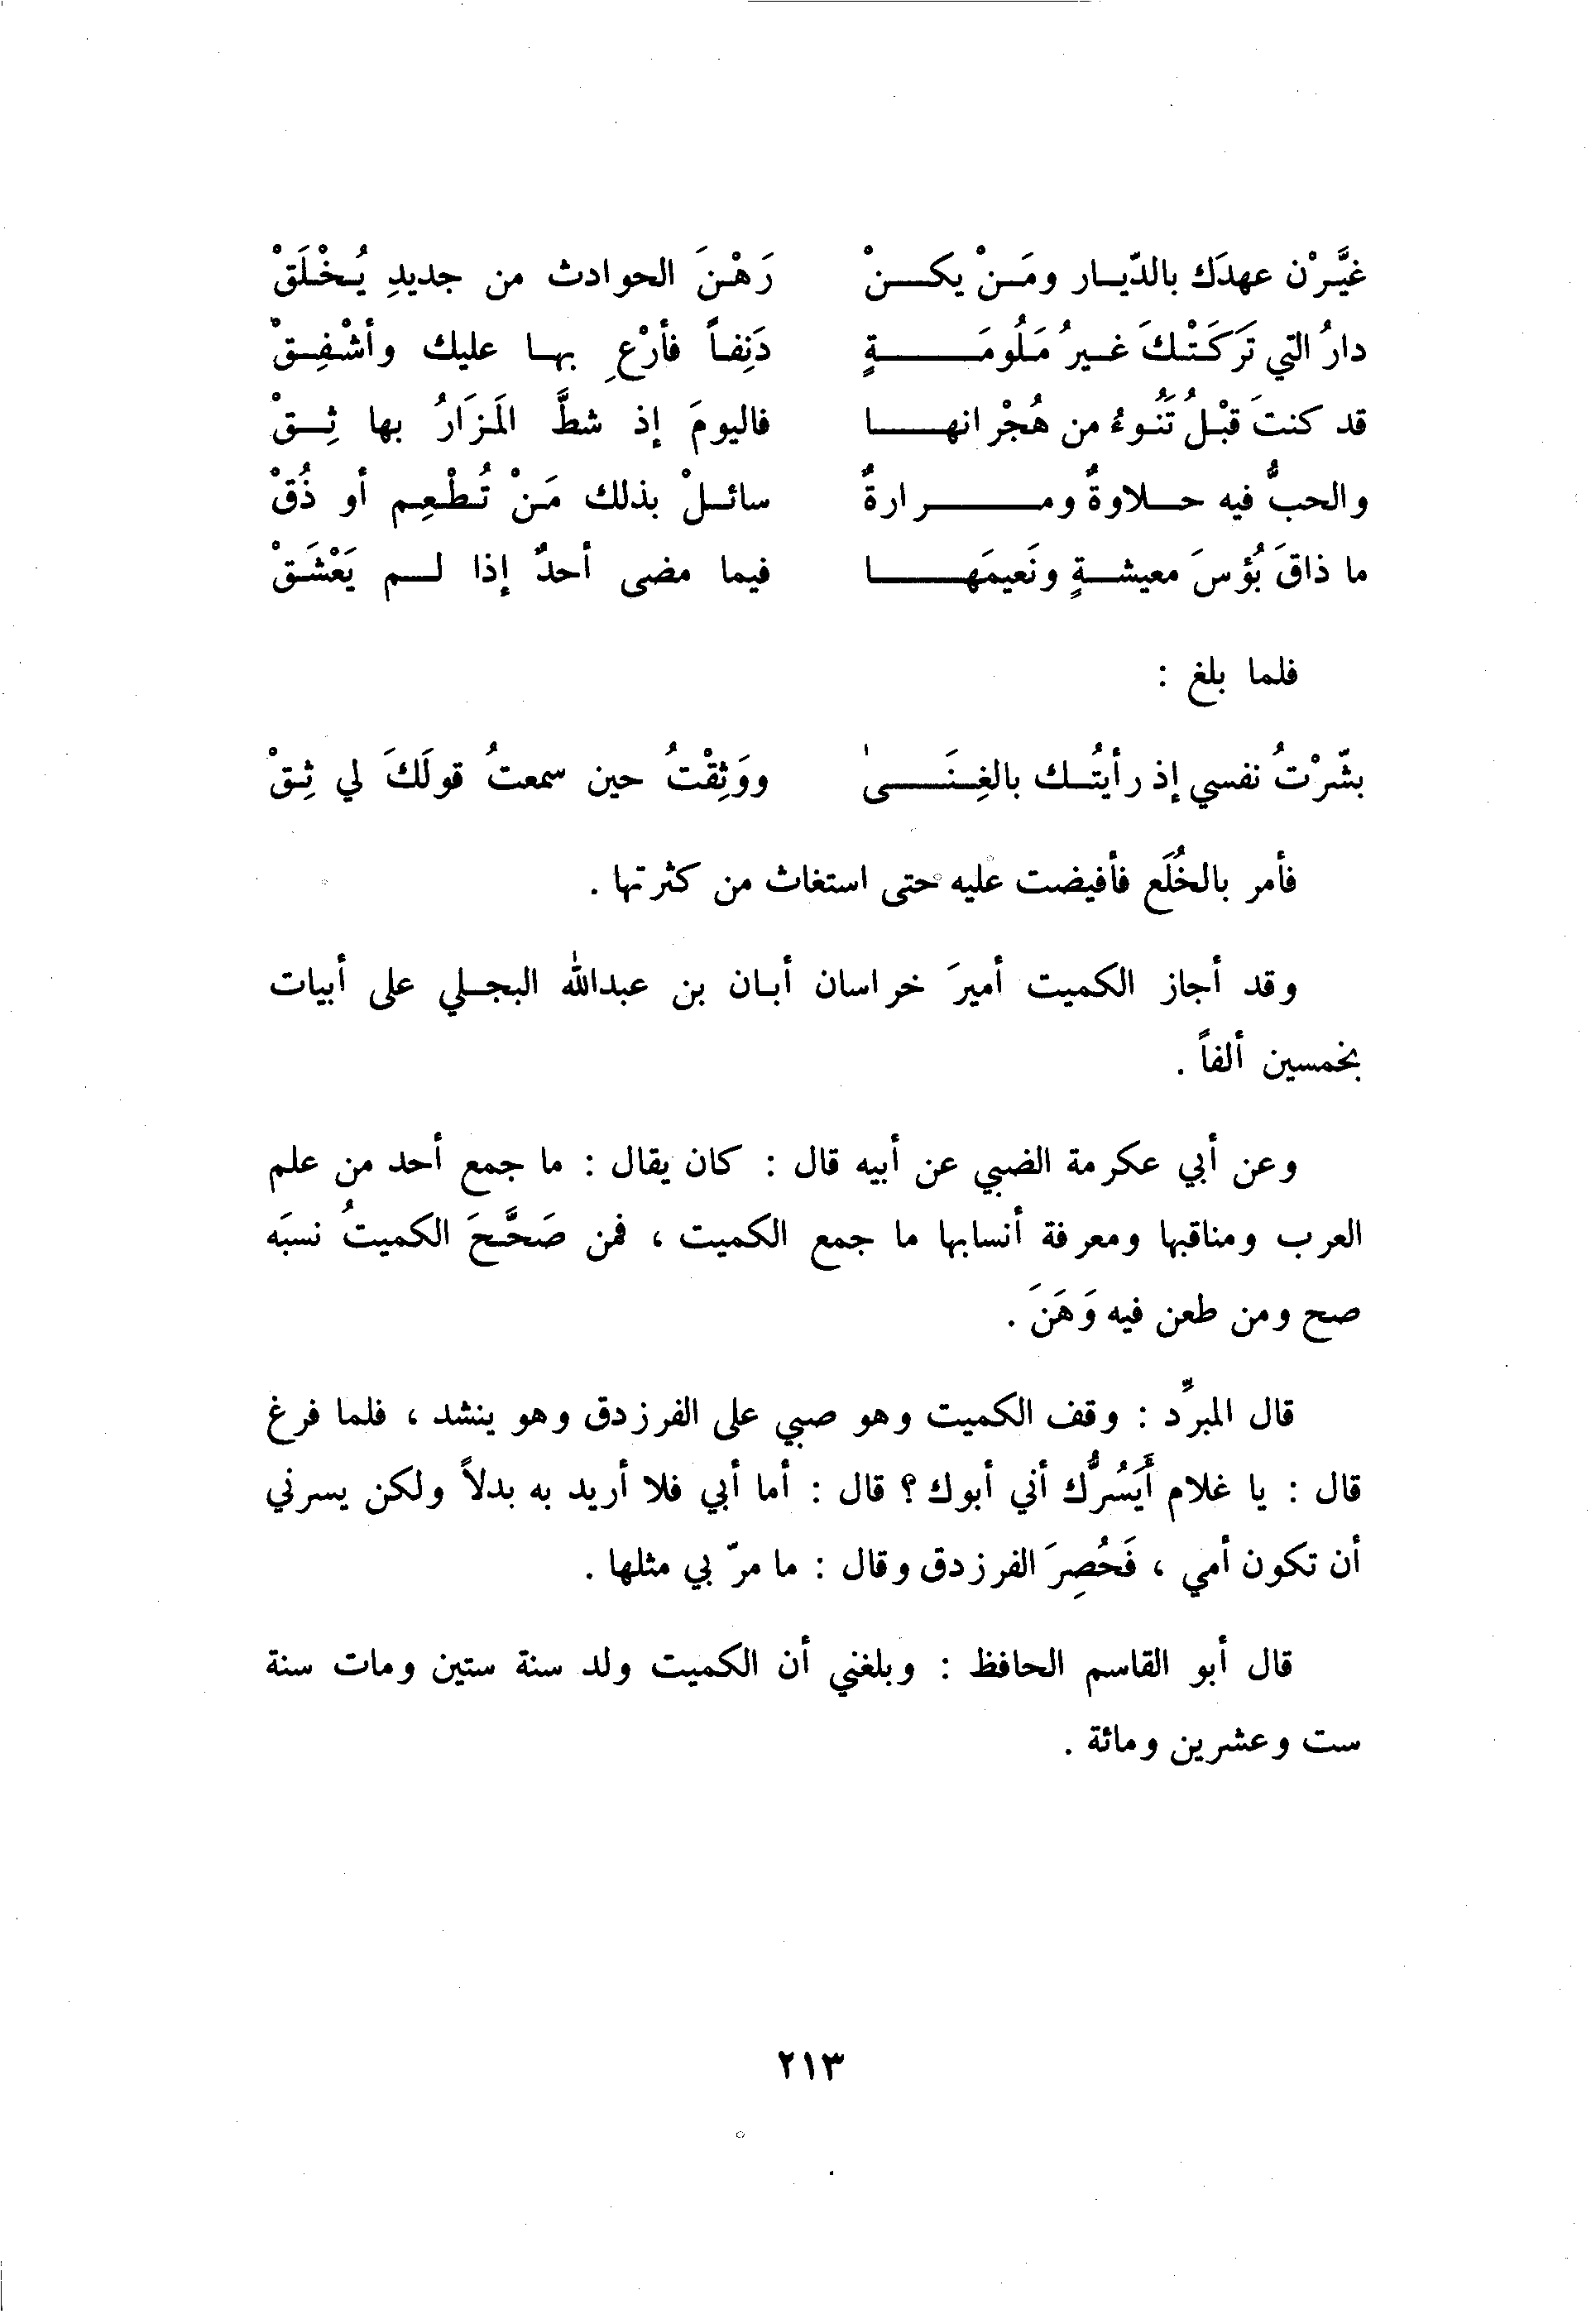 غيَّرْن عهدَك بالدّيار ومَنْ يكنْ رَهْنَ الحوادث من جديدِ يُخْلَقْ
دارُ التي تَرَكَتْكَ غيرُ مَلُومَةٍ دَنِفاً فأرْعِ بها عليك وأشْفِقْ
قد كنتَ قبْلُ تَنُوءُ من هُجْرانها فاليومَ إذ شطَّ المَزَارُ بها ثِقْ
والحبُّ فيه حلاوةٌ ومرارةٌ سائلْ بذلك مَنْ تُطْعِم أو ذُقْ
ما ذاقَ بُؤسَ معيشةٍ ونَعيمَها فيما مضى أحدٌ إذا لم يَعْشَقْ
فلما بلغ :
بشّرْتُ نفسي إذ رأيتُك بالغِنَىٰ ووَثِقْتُ حين سمعتُ قولَكَ لي ثِقْ
فأمر بالخُلَع فأفيضت عليه حتى استغاث من كثرتها .
وقد أجاز الكميت أميرَ خراسان أبان بن عبدالله البجلي على أبيات
بخمسين ألفاً .
وعن أبي عكرمة الضبي عن أبيه قال : كان يقال : ما جمع أحد من علم
العرب ومناقبها ومعرفة أنسابها ما جمع الكميت ، فمن صَحَّحَ الكميتُ نسبَه
صح ومن طعن فيه وَهَنَ .
قال المبرِّد : وقف الكميت وهو صبي على الفرزدق وهو ينشد ، فلما فرغ
قال : يا غلام أَيَسُرُّك أني أبوك ؟ قال : أما أبي فلا أريد به بدلاً ولكن يسرني
أن تكون أمي ، فَحُصِرَ الفرزدق وقال : ما مرّ بي مثلها .
قال أبو القاسم الحافظ : وبلغني أن الكميت ولد سنة ستين ومات سنة
ست وعشرين ومائة .
٢١٣